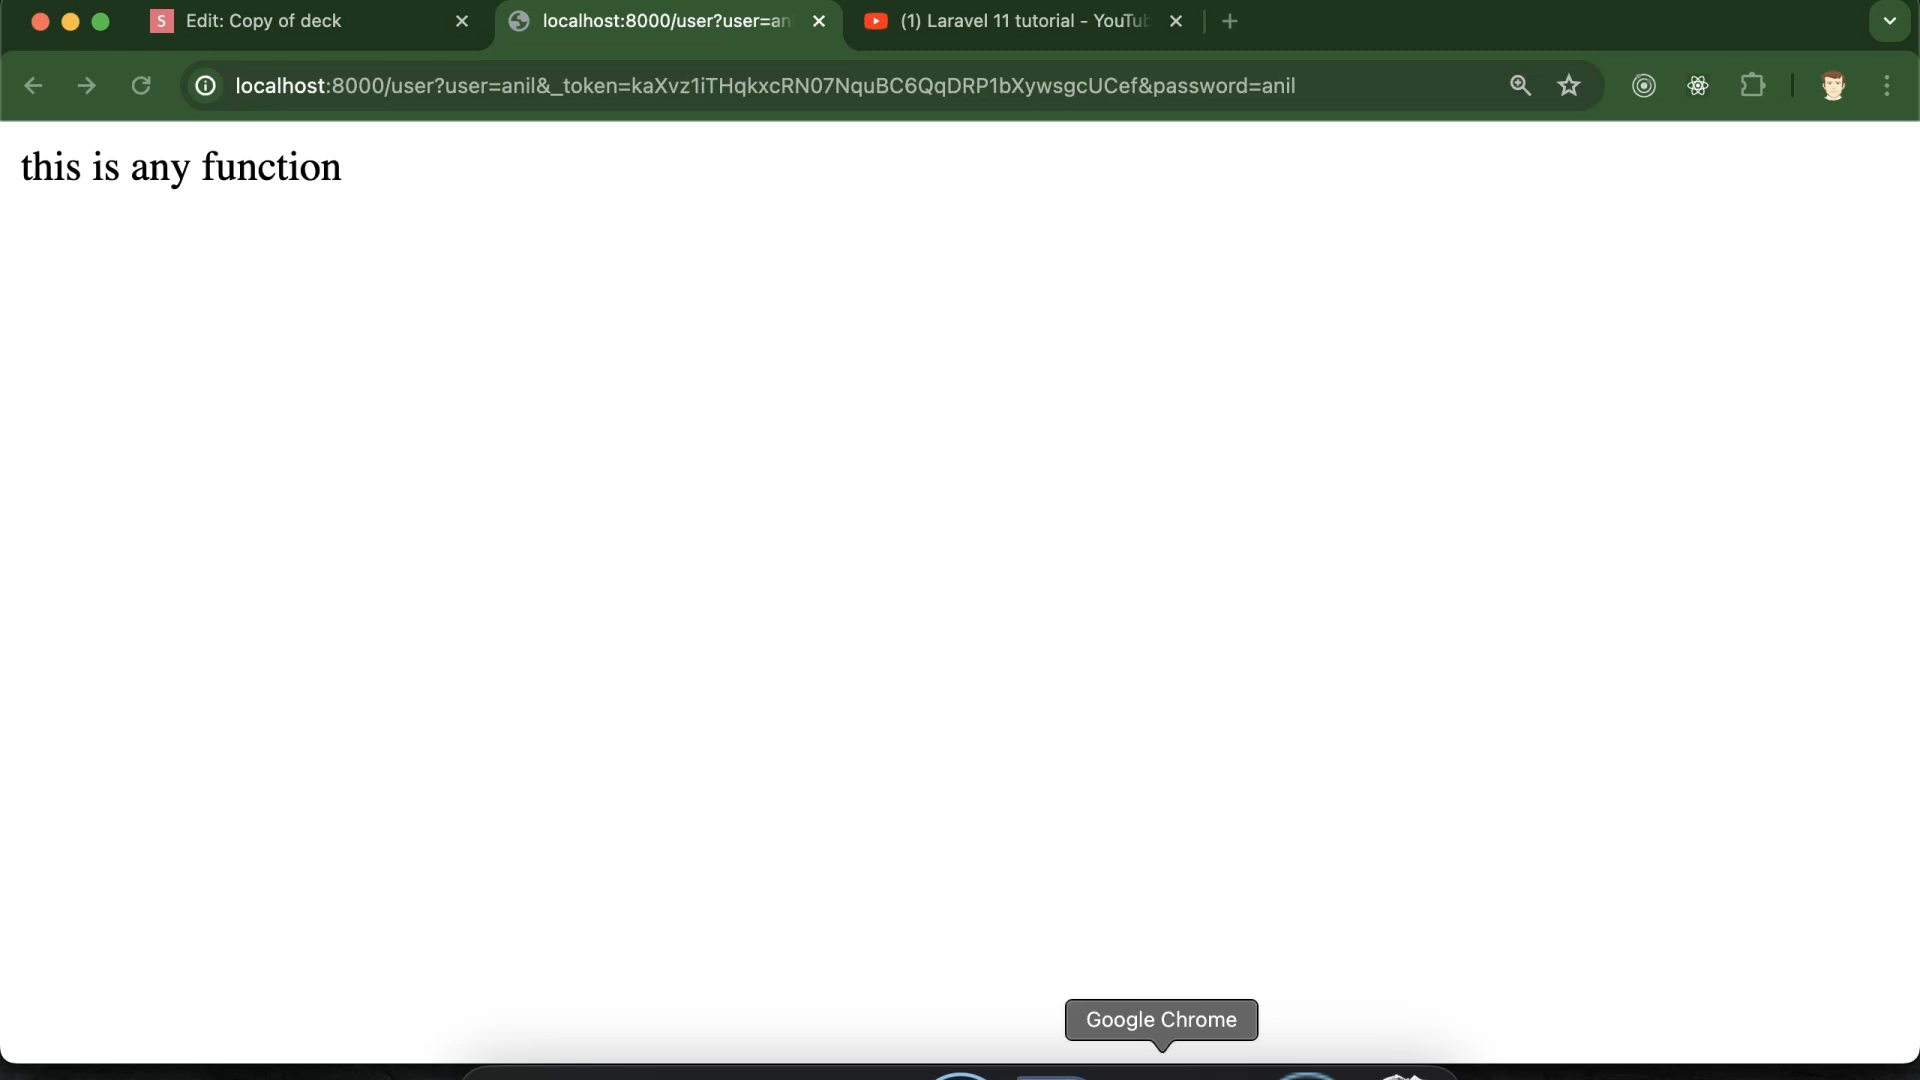 S Edit: Copy of deck
localhost:8000/user?user=an
(1) Laravel 11 tutorial - YouTub
localhost:8000/user?user=anil&_token=kaXvz1iTHqkxcRN07NquBC6QqDRP1bXywsgcUCef&password=anil
this is any function
Google Chrome